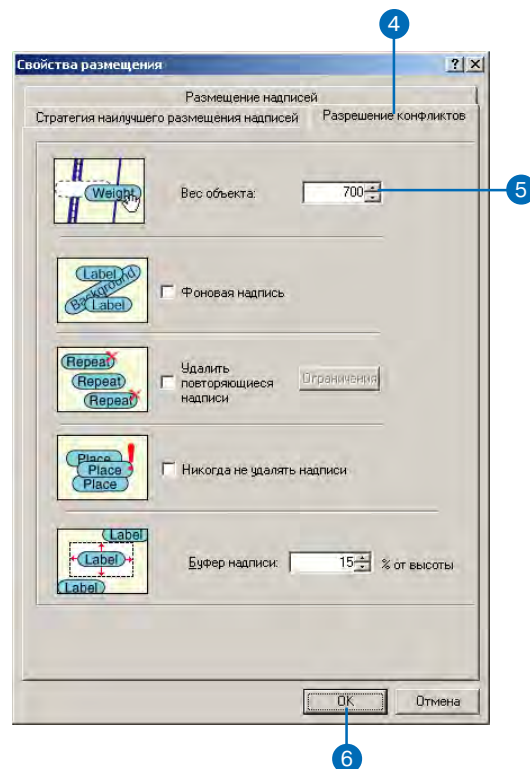 4
Свойства размещения
Размещение надписей
Стратегия наилучшего размещения надписей
Разрешение конфликтов
Weight
Вес объекта:
700
5
Label
Background
Label
Фоновая надпись
Repeat
Repeat
Repeat
Удалить
повторяющиеся
надписи
Ограничения
Place
Place
Place
Никогда не удалять надписи
Label
Label
Label
Буфер надписи:
15
% от высоты
OK
Отмена
6